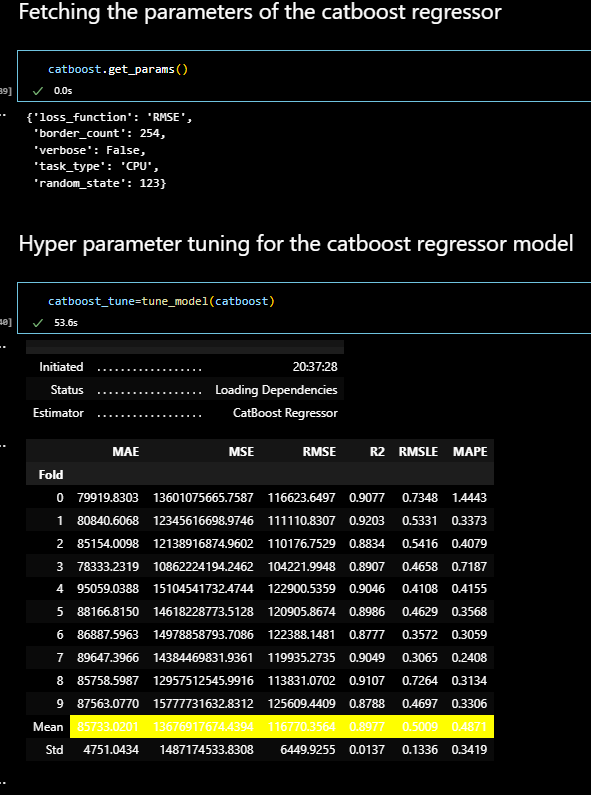 Fetching the parameters of the catboost regressor
catboost.get_params()
39]
0.0s
{'loss_function': 'RMSE',
'border_count': 254,
'verbose': False,
'task_type': 'CPU',
'random_state': 123}
Hyper parameter tuning for the catboost regressor model
catboost_tune=tune_model(catboost)
40]
53.6s
Initiated .................. 20:37:28
Status .................. Loading Dependencies
Estimator .................. CatBoost Regressor
MAE MSE RMSE R2 RMSLE MAPE
Fold
0 79919.8303 13601075665.7587 116623.6497 0.9077 0.7348 1.4443
1 80840.6068 12345616698.9746 111110.8307 0.9203 0.5331 0.3373
2 85154.0098 12138916874.9602 110176.7529 0.8834 0.5416 0.4079
3 78333.2319 10862224194.2462 104221.9948 0.8907 0.4658 0.7187
4 95059.0388 15104541732.4744 122900.5359 0.9046 0.4108 0.4155
5 88166.8150 14618228773.5128 120905.8674 0.8986 0.4629 0.3568
6 86887.5963 14978858793.7086 122388.1481 0.8777 0.3572 0.3059
7 89647.3966 14384469831.9361 119935.2735 0.9049 0.3065 0.2408
8 85758.5987 12957512545.9916 113831.0702 0.9107 0.7264 0.3134
9 87563.0770 15777731632.8312 125609.4409 0.8788 0.4697 0.3306
Mean 85733.0201 13676917674.4394 116770.3564 0.8977 0.5009 0.4871
Std 4751.0434 1487174533.8308 6449.9255 0.0137 0.1336 0.3419